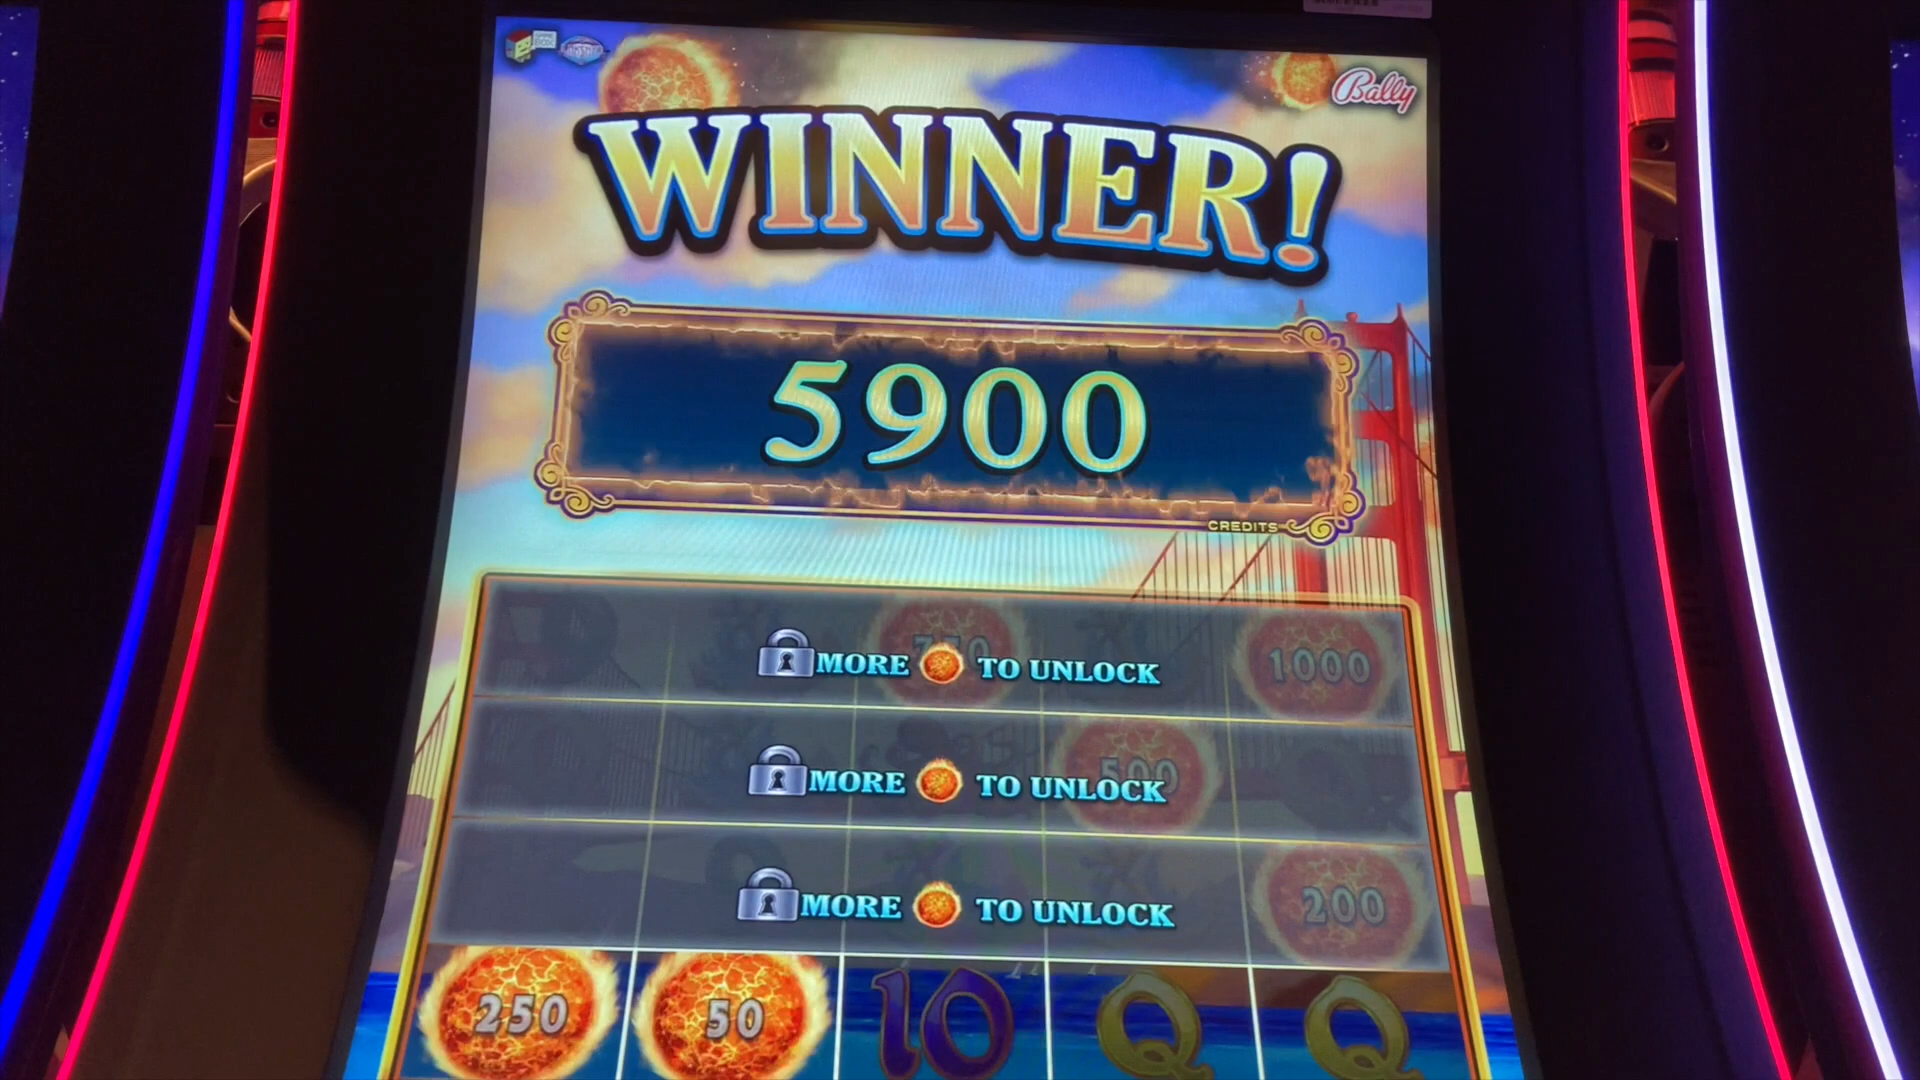 Bally
WINNER!
5900
CREDITS
MORE TO UNLOCK
1000
MORE TO UNLOCK
500
MORE TO UNLOCK
200
250 50 10 Q Q